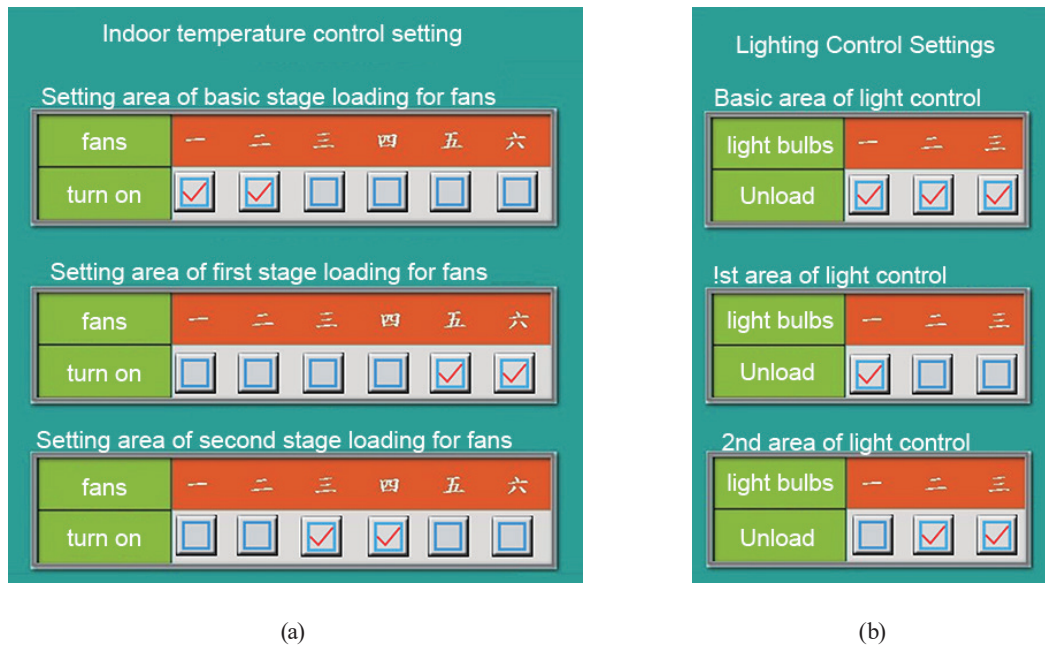 Indoor temperature control setting
Setting area of basic stage loading for fans
fans 一 二 三 四 五 六
turn on
Setting area of first stage loading for fans
fans 一 二 三 四 五 六
turn on
Setting area of second stage loading for fans
fans 一 二 三 四 五 六
turn on
(a)
Lighting Control Settings
Basic area of light control
light bulbs 一 二 三
Unload
!st area of light control
light bulbs 一 二 三
Unload
2nd area of light control
light bulbs 一 二 三
Unload
(b)